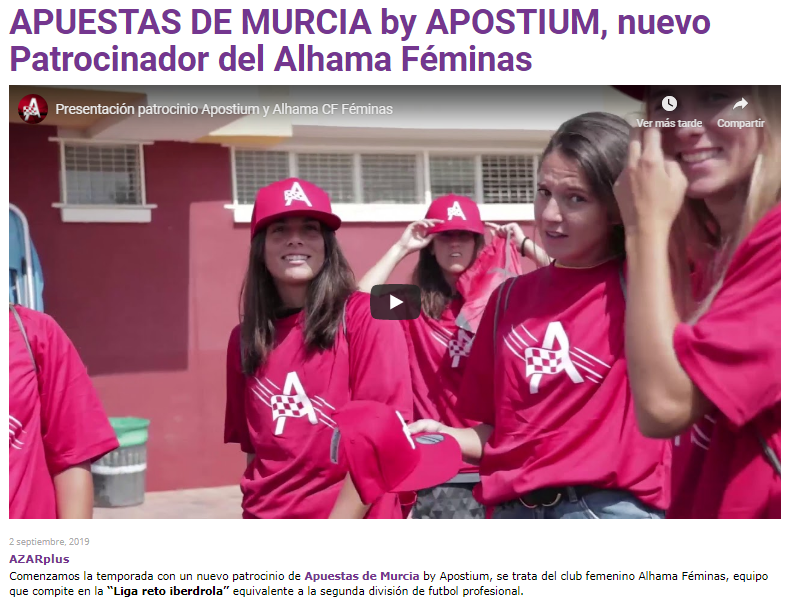 APUESTAS DE MURCIA by APOSTIUM, nuevo
Patrocinador del Alhama Féminas
A
Presentación patrocinio Apostium y Alhama CF Féminas
Ver más tarde
Compartir
A
A
A
A
2 septiembre, 2019
AZARplus
Comenzamos la temporada con un nuevo patrocinio de Apuestas de Murcia by Apostium, se trata del club femenino Alhama Féminas, equipo
que compite en la “Liga reto iberdrola” equivalente a la segunda división de futbol profesional.